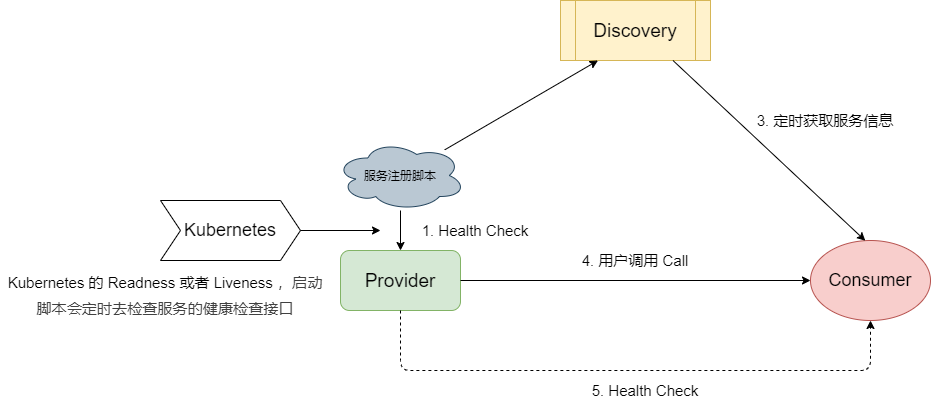 Discovery
3. 定时获取服务信息
服务注册脚本
Kubernetes
1. Health Check
Kubernetes 的 Readness 或者 Liveness ，启动
脚本会定时去检查服务的健康检查接口
Provider
4. 用户调用 Call
Consumer
5. Health Check